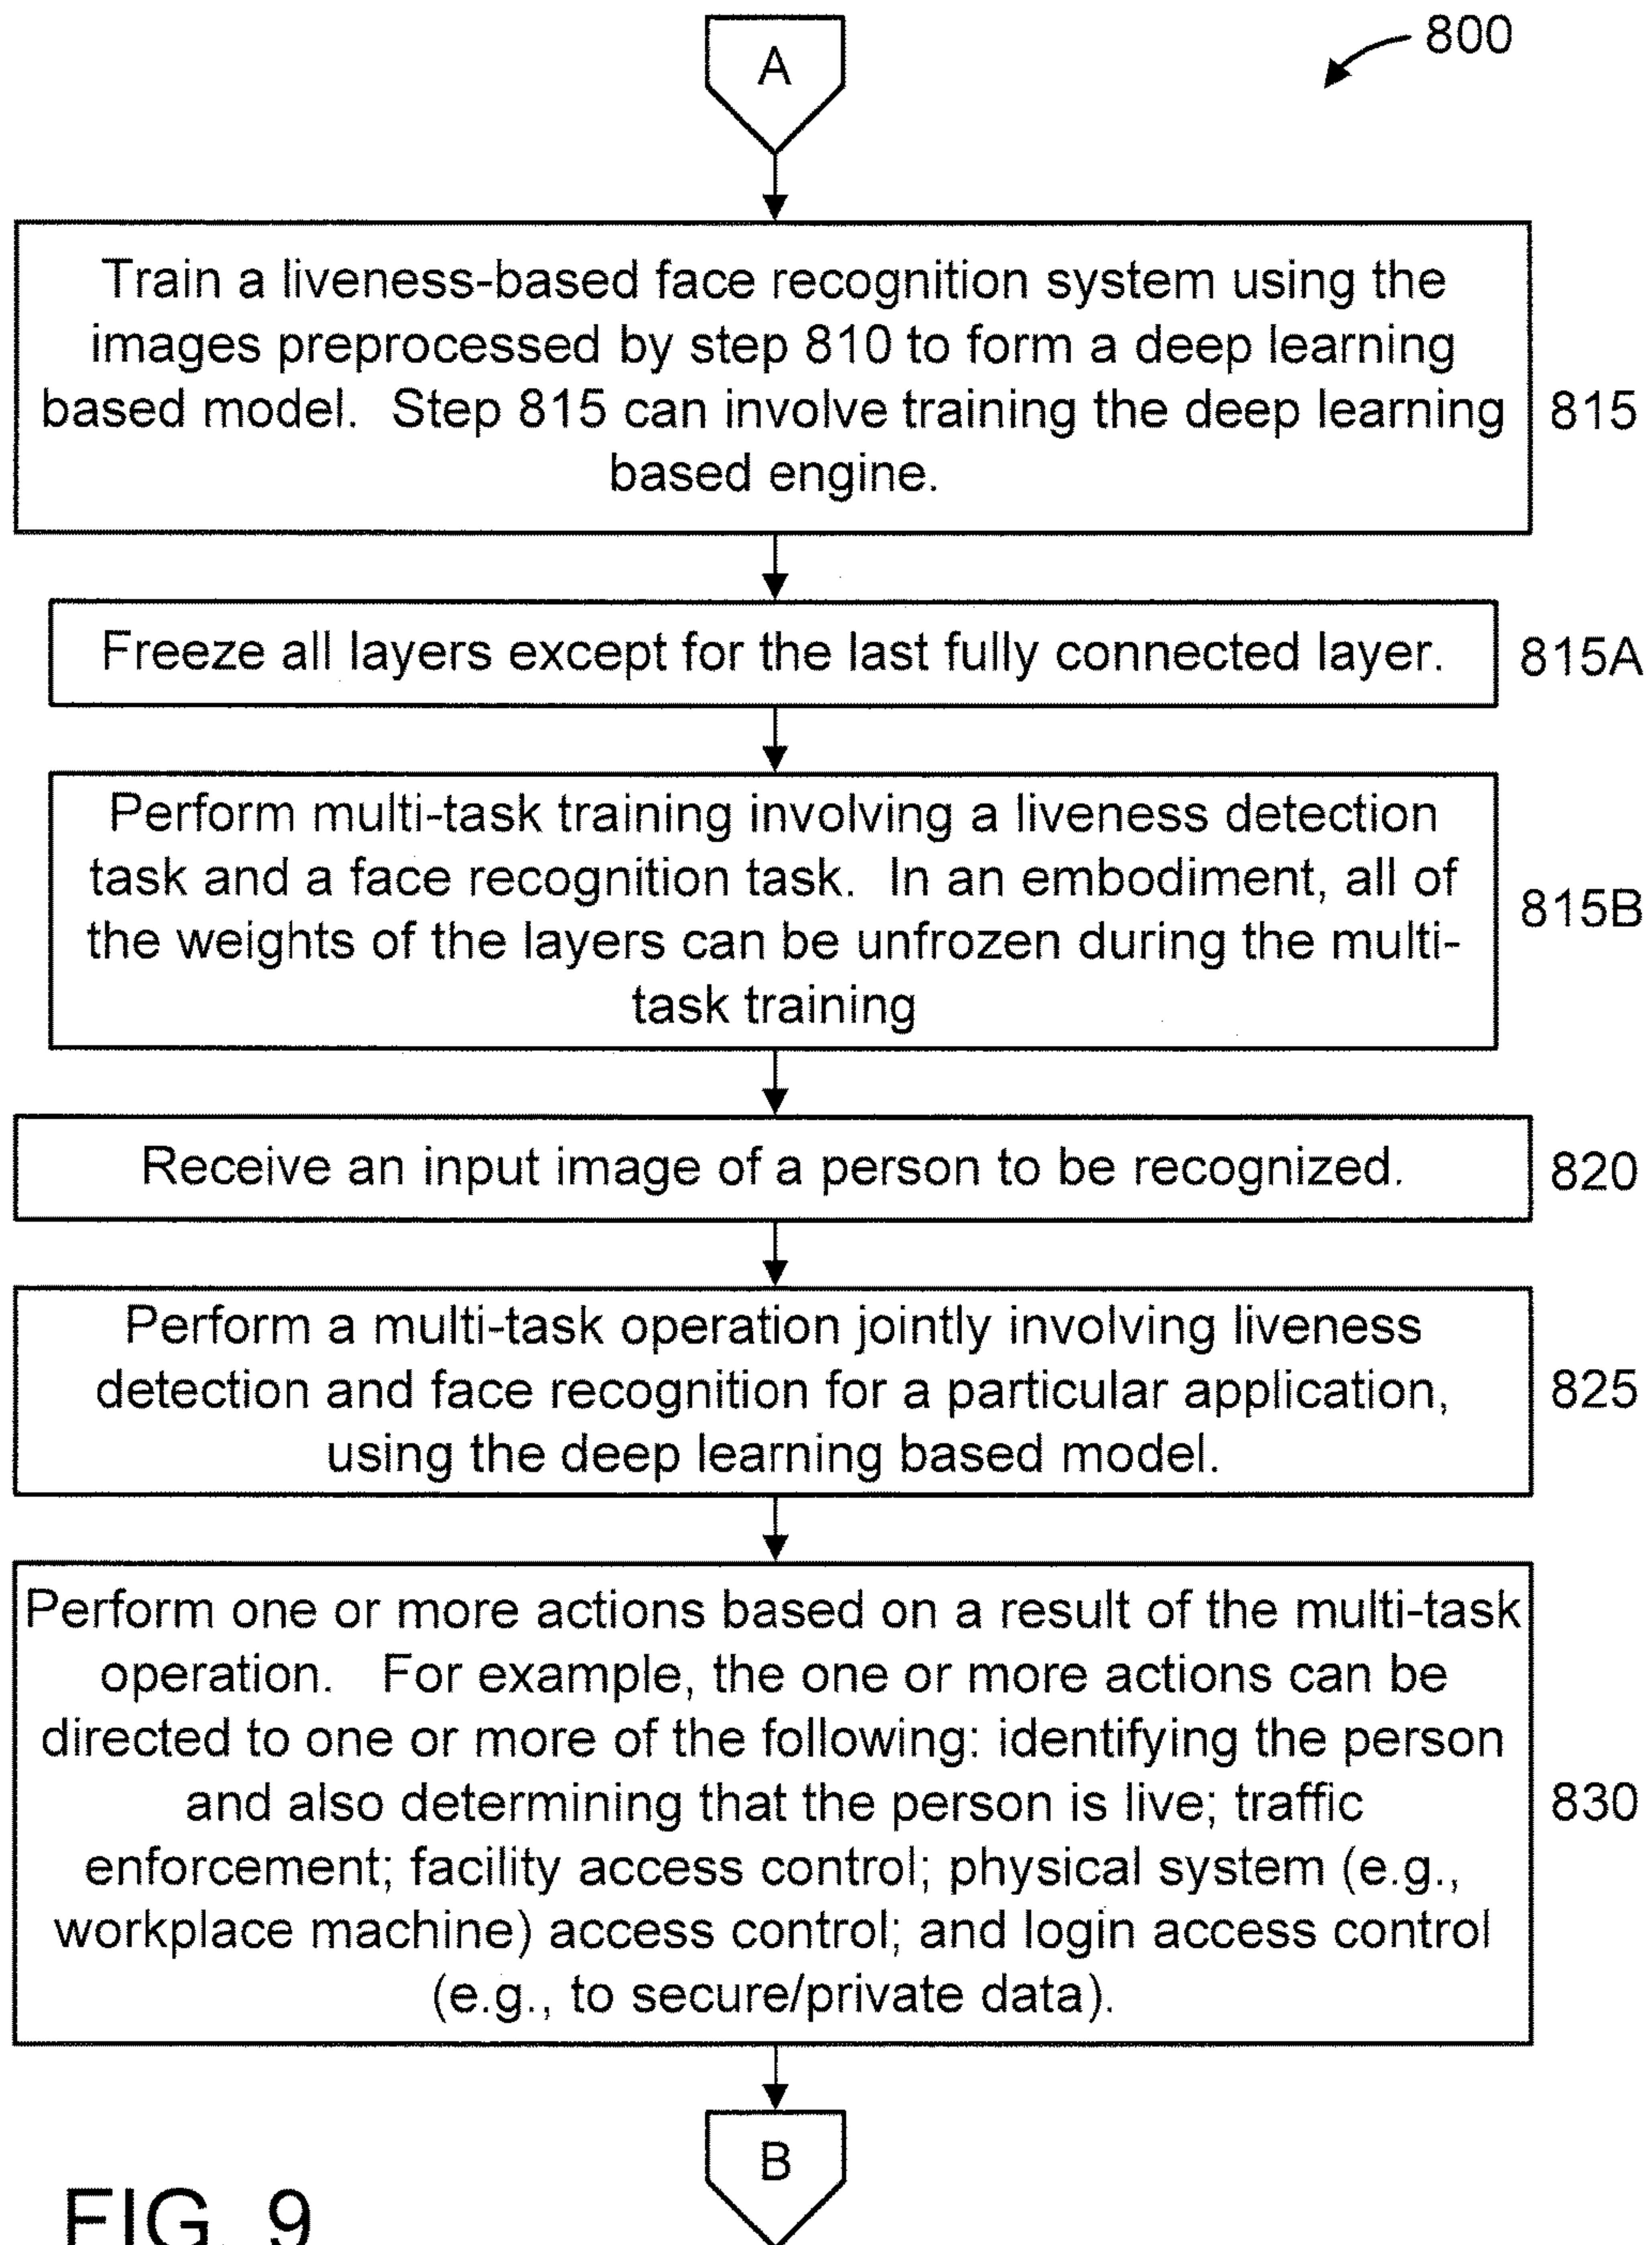 A
800
Train a liveness-based face recognition system using the
images preprocessed by step 810 to form a deep learning
based model. Step 815 can involve training the deep learning
based engine.
815
Freeze all layers except for the last fully connected layer.
815A
Perform multi-task training involving a liveness detection
task and a face recognition task. In an embodiment, all of
the weights of the layers can be unfrozen during the multi-
task training
815B
Receive an input image of a person to be recognized.
820
Perform a multi-task operation jointly involving liveness
detection and face recognition for a particular application,
using the deep learning based model.
825
Perform one or more actions based on a result of the multi-task
operation. For example, the one or more actions can be
directed to one or more of the following: identifying the person
and also determining that the person is live; traffic
enforcement; facility access control; physical system (e.g.,
workplace machine) access control; and login access control
(e.g., to secure/private data).
830
B
FIG. 9